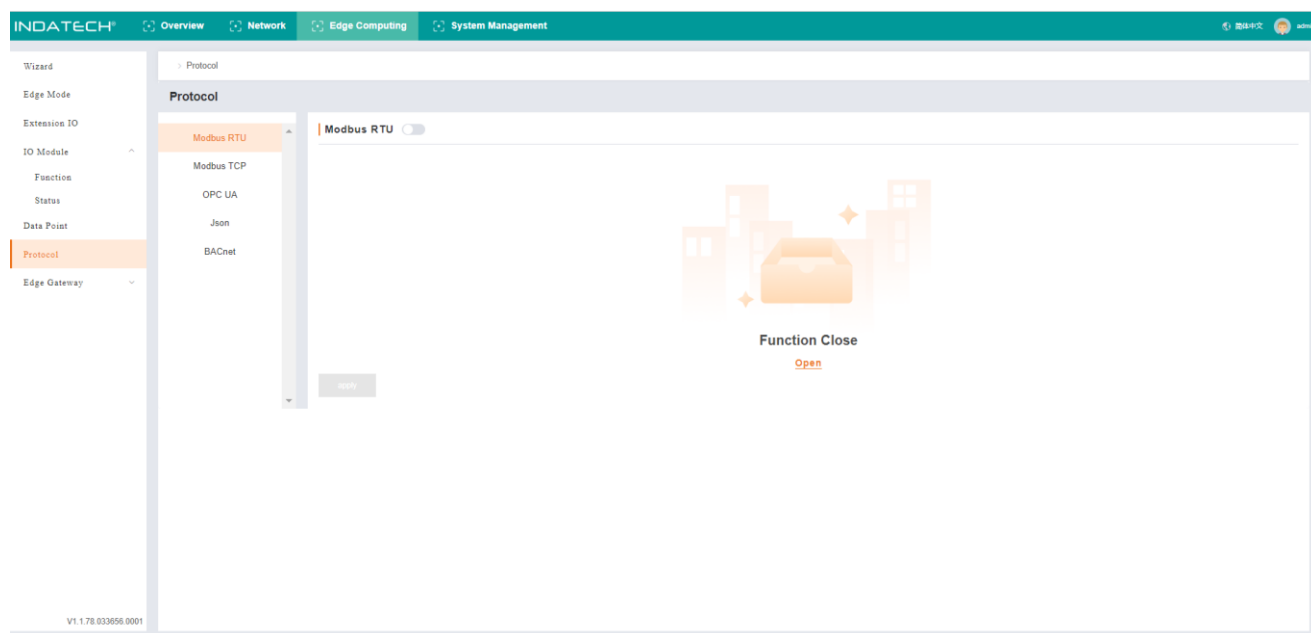 INDATECH® Overview Network Edge Computing System Management 简体中文
Wizard
Edge Mode
Extension IO
IO Module
Function
Status
Data Point
Protocol
Edge Gateway
V1.1.78.033656.0001
> Protocol
Protocol
Modbus RTU
Modbus TCP
OPC UA
Json
BACnet
Modbus RTU
Function Close
Open
Apply